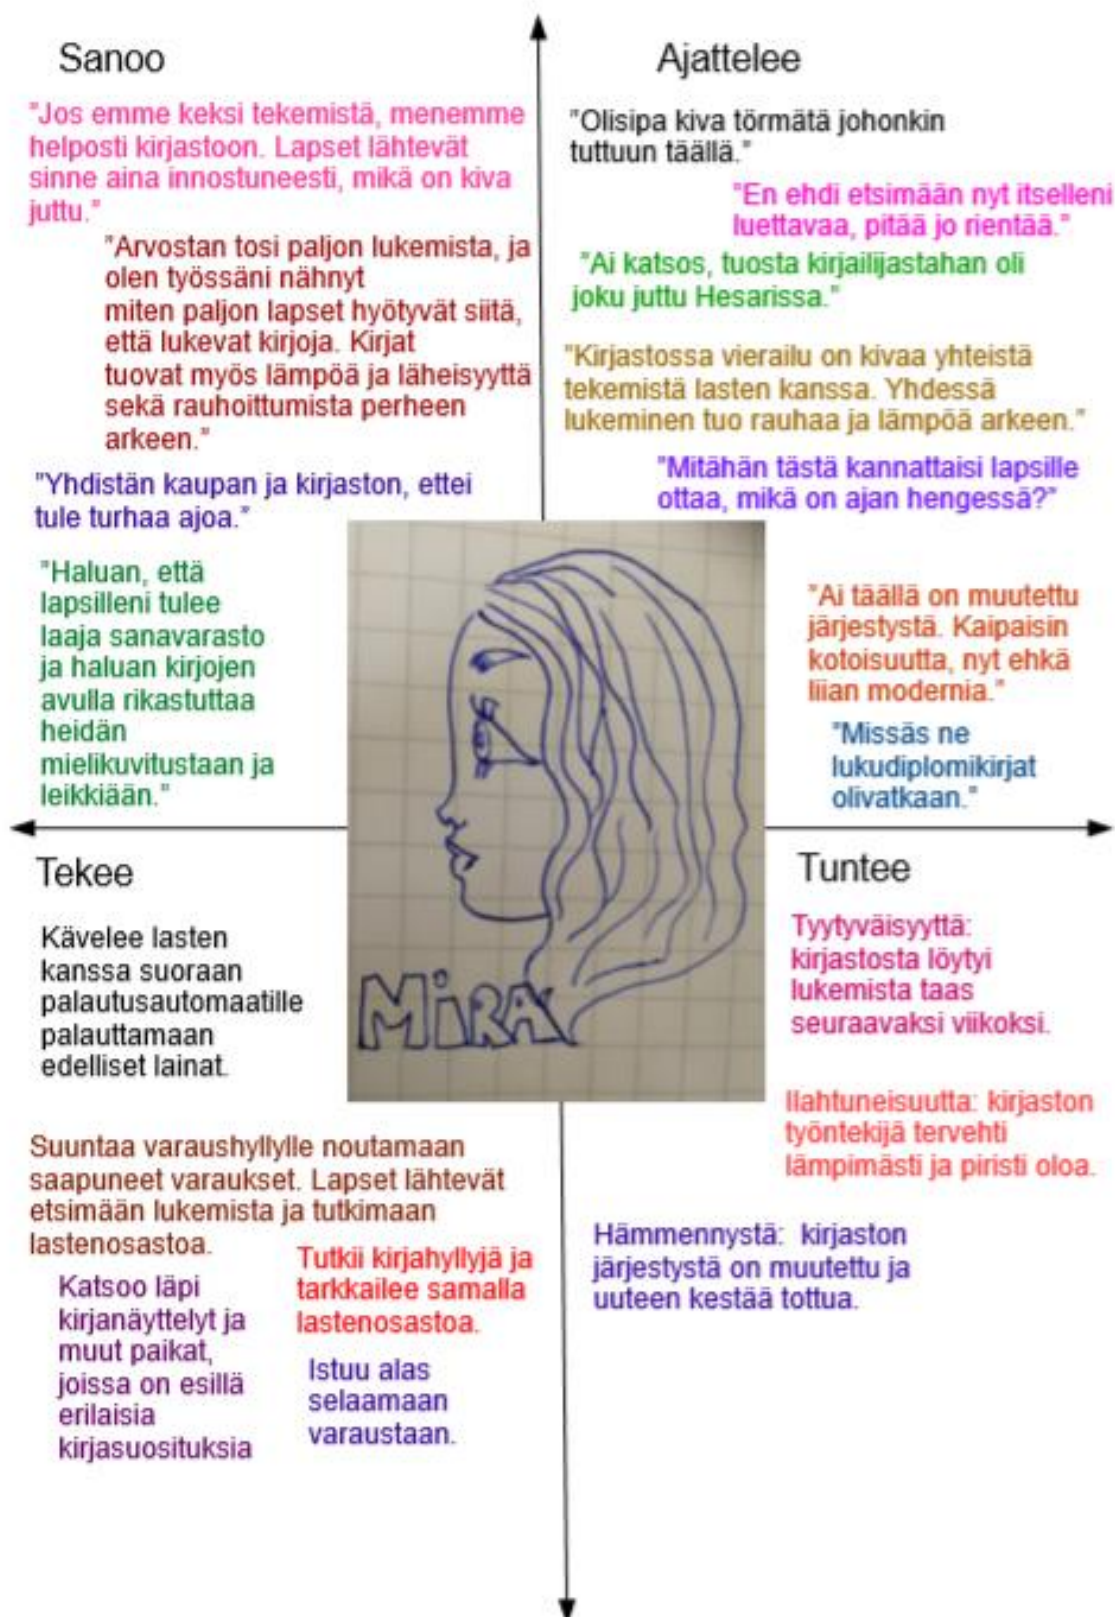 Sanoo
"Jos emme keksi tekemistä, menemme
helposti kirjastoon. Lapset lähtevät
sinne aina innostuneesti, mikä on kiva
juttu."
"Arvostan tosi paljon lukemista, ja
olen työssäni nähnyt
miten paljon lapset hyötyvät siitä,
että lukevat kirjoja. Kirjat
tuovat myös lämpöä ja läheisyyttä
sekä rauhoittumista perheen
arkeen."
"Yhdistän kaupan ja kirjaston, ettei
tule turhaa ajoa."
"Haluan, että
lapsilleni tulee
laaja sanavarasto
ja haluan kirjojen
avulla rikastuttaa
heidän
mielikuvitustaan ja
leikkiään."
Ajattelee
"Olisipa kiva törmätä johonkin
tuttuun täällä."
"En ehdi etsimään nyt itselleni
luettavaa, pitää jo rientää."
"Ai katsos, tuosta kirjailijastahan oli
joku juttu Hesarissa."
"Kirjastossa vierailu on kivaa yhteistä
tekemistä lasten kanssa. Yhdessä
lukeminen tuo rauhaa ja lämpöä arkeen."
"Mitähän tästä kannattaisi lapsille
ottaa, mikä on ajan hengessä?"
"Ai täällä on muutettu
järjestystä. Kaipaisin
kotoisuutta, nyt ehkä
liian modernia."
"Missäs ne
lukudiplomikirjat
olivatkaan."
MiRA
Tekee
Kävelee lasten
kanssa suoraan
palautusautomaatille
palauttamaan
edelliset lainat.
Suuntaa varaushyllylle noutamaan
saapuneet varaukset. Lapset lähtevät
etsimään lukemista ja tutkimaan
lastenosastoa.
Tutkii kirjahyllyjä ja
tarkkailee samalla
lastenosastoa.
Katsoo läpi
kirjanäyttelyt ja
muut paikat,
joissa on esillä
erilaisia
kirjasuosituksia
Istuu alas
selaamaan
varaustaan.
Tuntee
Tyytyväisyyttä:
kirjastosta löytyi
lukemista taas
seuraavaksi viikoksi.
Ilahtuneisuutta: kirjaston
työntekijä tervehti
lämpimästi ja piristi oloa.
Hämmennystä:  kirjaston
järjestystä on muutettu ja
uuteen kestää tottua.